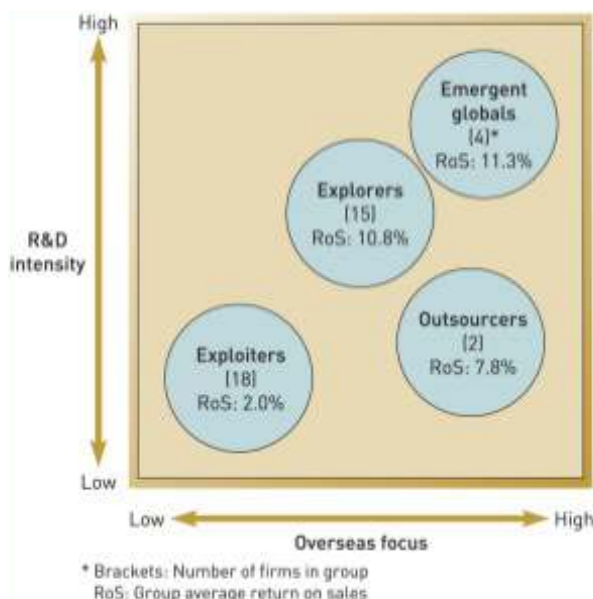 High
Emergent
globals
(4)*
RoS: 11.3%
Explorers
(15)
RoS: 10.8%
R&D
intensity
Outsourcers
(2)
RoS: 7.8%
Exploiters
(18)
RoS: 2.0%
Low
Low
High
Overseas focus
* Brackets: Number of firms in group
RoS: Group average return on sales